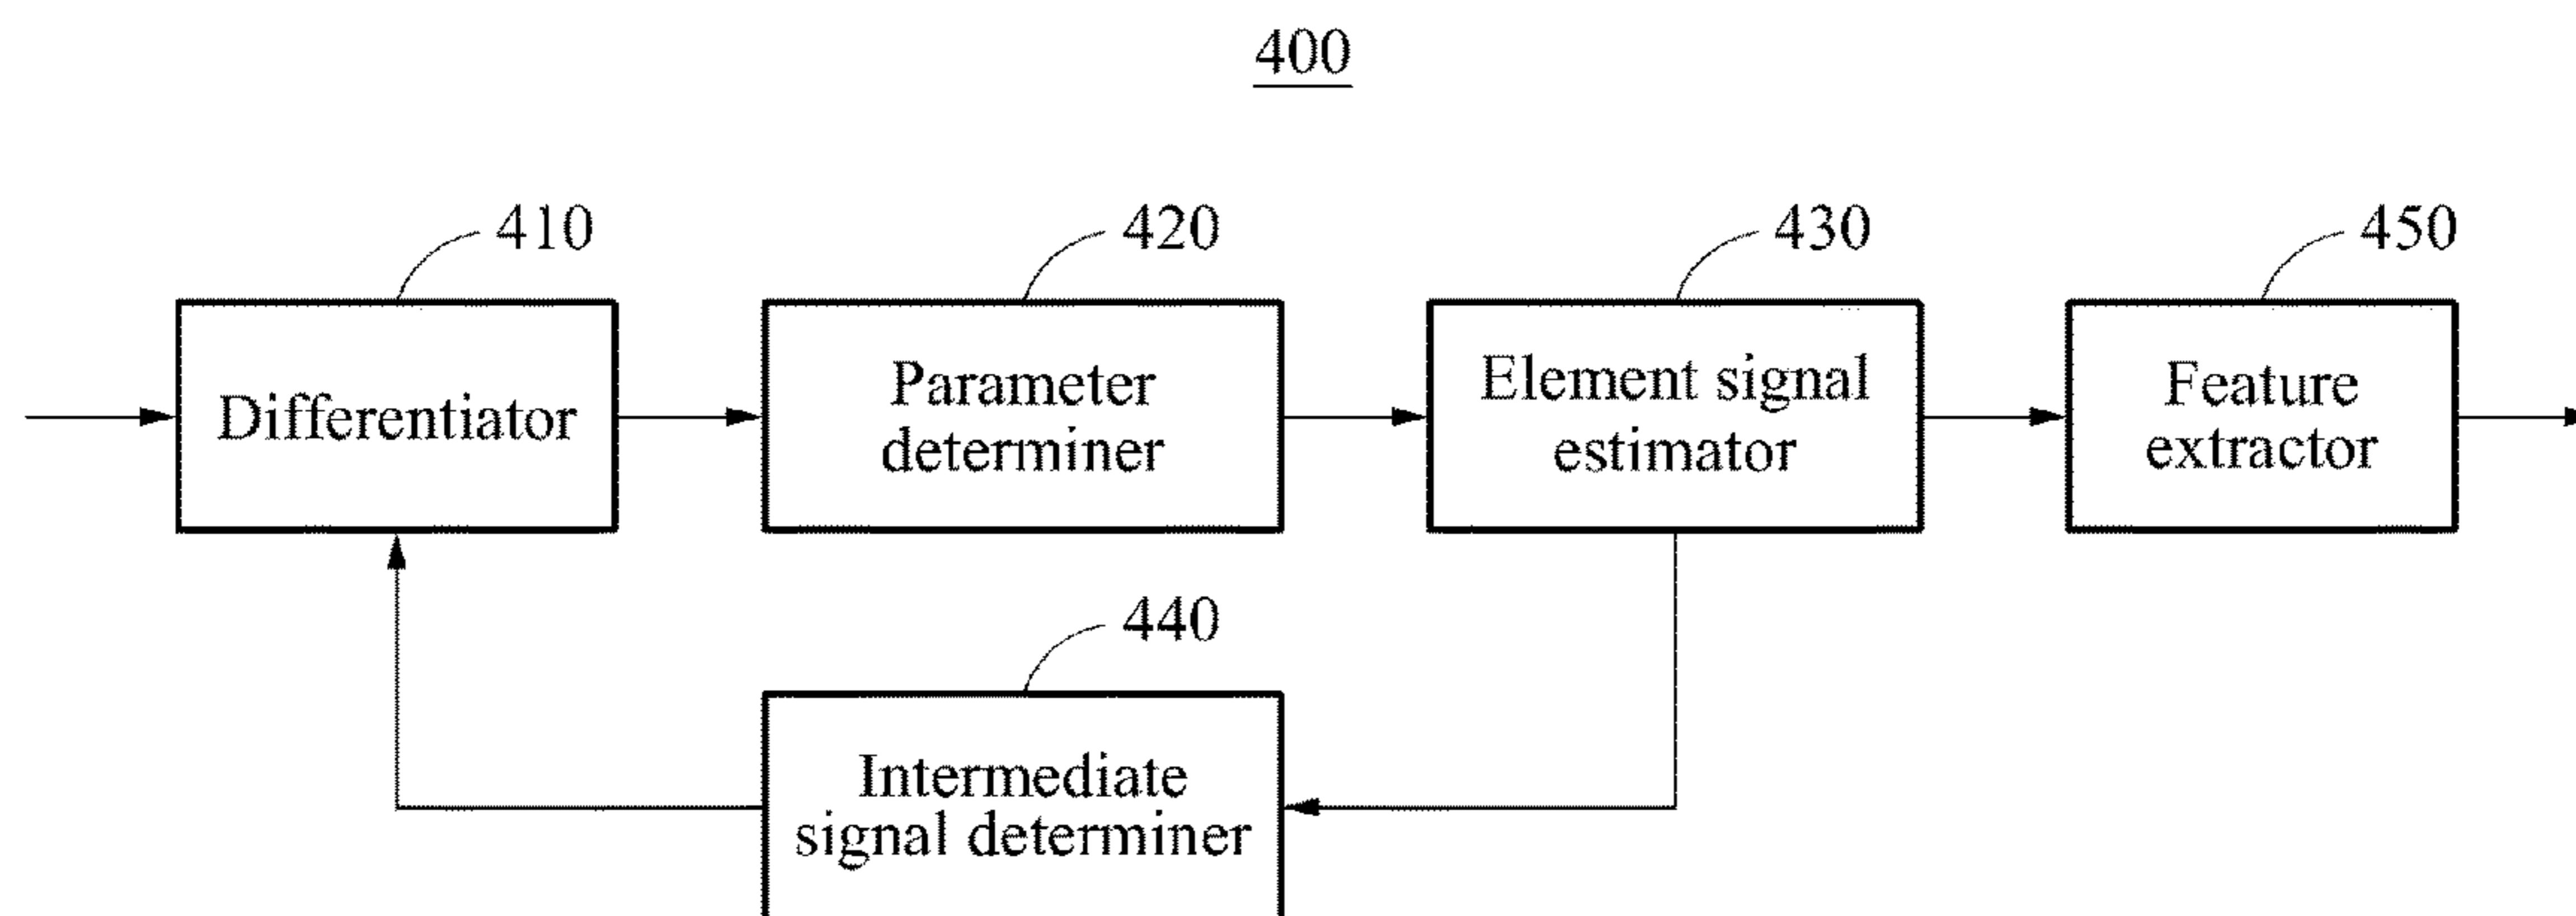 400
410
420
430
450
Differentiator
Parameter
determiner
Element signal
estimator
Feature
extractor
440
Intermediate
signal determiner